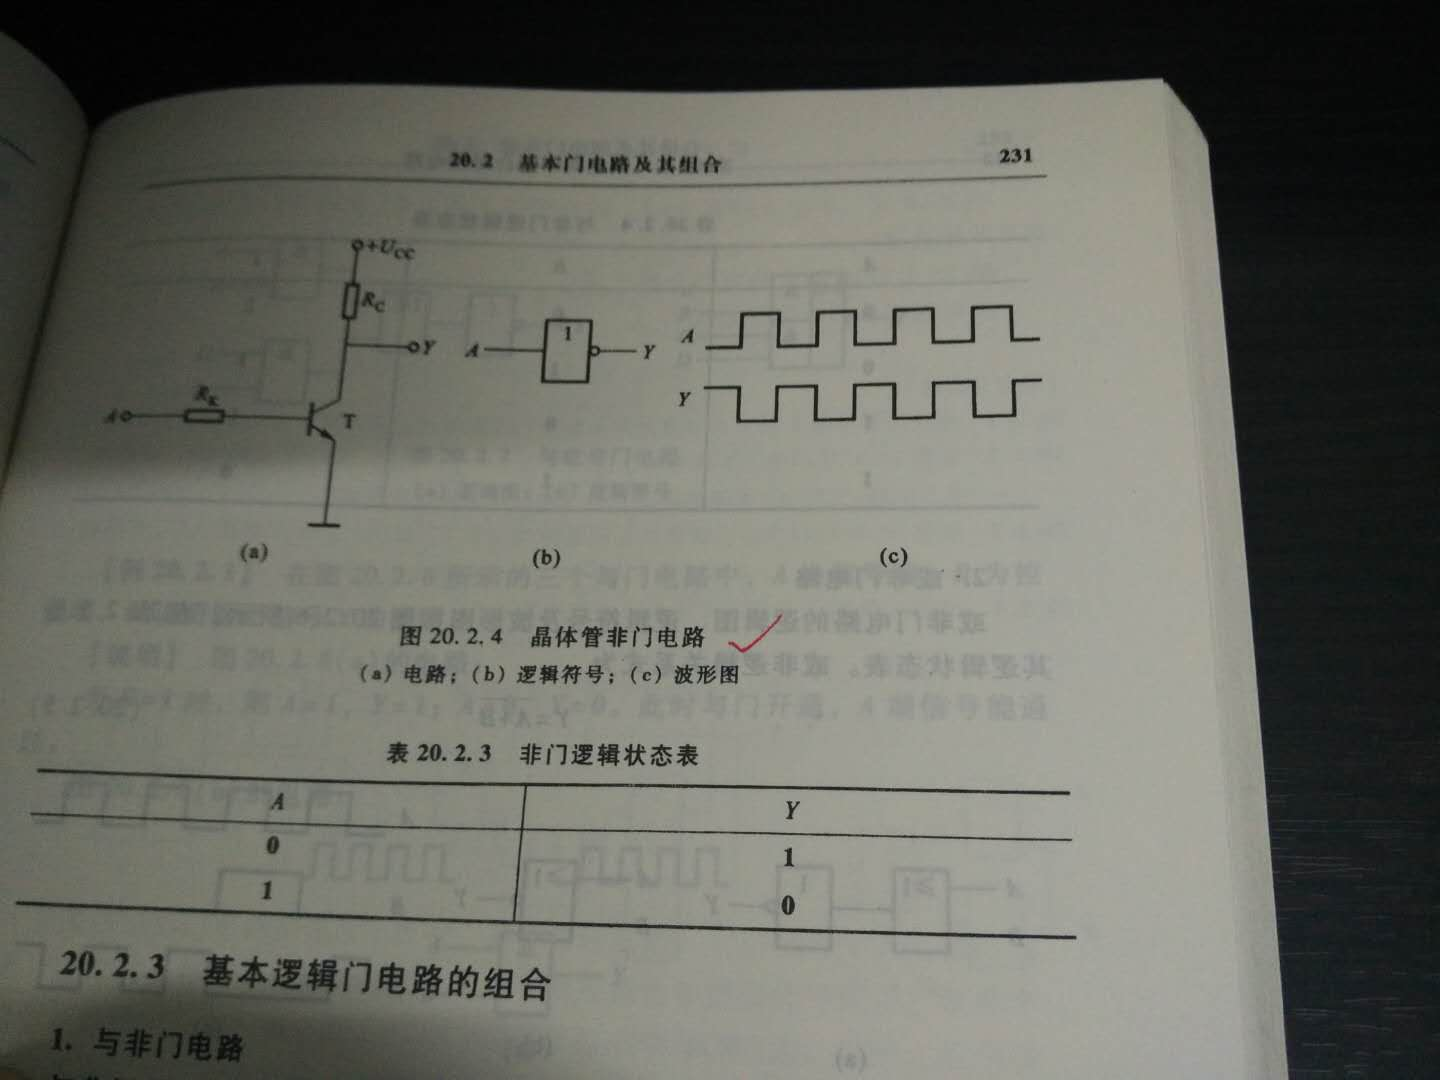 20.2 基本门电路及其组合 231
+UCC
RC
Y
A
RK
T
A
1
Y
A
Y
(a)
(b)
(c)
图 20.2.4 晶体管非门电路
(a) 电路；(b) 逻辑符号；(c) 波形图
表 20.2.3 非门逻辑状态表
A Y
0 1
1 0
20.2.3 基本逻辑门电路的组合
1. 与非门电路